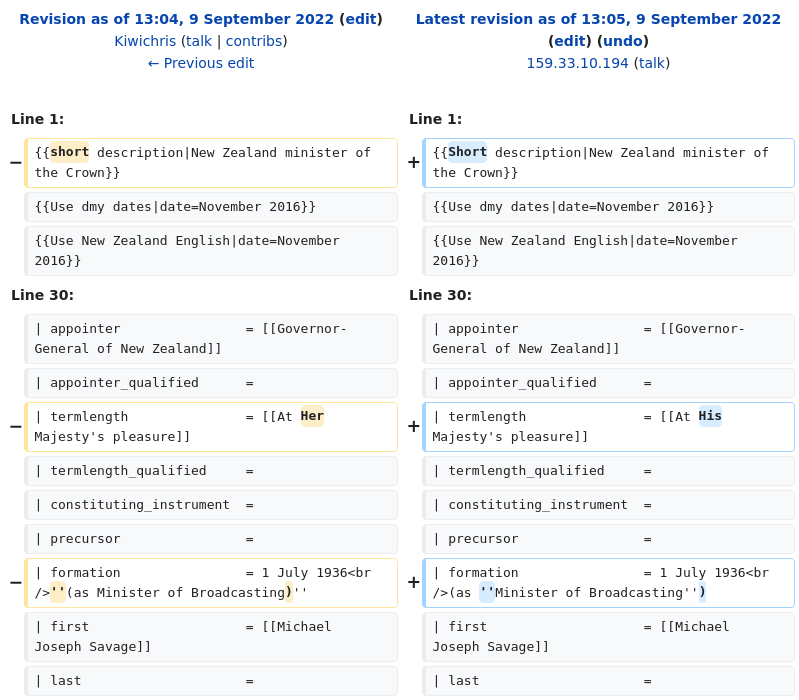 Revision as of 13:04, 9 September 2022 (edit)
Kiwichris (talk | contribs)
← Previous edit
Latest revision as of 13:05, 9 September 2022
(edit) (undo)
159.33.10.194 (talk)
Line 1:
Line 1:
− {{short description|New Zealand minister of
the Crown}}
+ {{Short description|New Zealand minister of
the Crown}}
{{Use dmy dates|date=November 2016}}
{{Use dmy dates|date=November 2016}}
{{Use New Zealand English|date=November
2016}}
{{Use New Zealand English|date=November
2016}}
Line 30:
Line 30:
| appointer = [[Governor-
General of New Zealand]]
| appointer = [[Governor-
General of New Zealand]]
| appointer_qualified =
| appointer_qualified =
− | termlength = [[At Her
Majesty's pleasure]]
+ | termlength = [[At His
Majesty's pleasure]]
| termlength_qualified =
| termlength_qualified =
| constituting_instrument =
| constituting_instrument =
| precursor =
| precursor =
− | formation = 1 July 1936<br
/>''(as Minister of Broadcasting)''
+ | formation = 1 July 1936<br
/>(as ''Minister of Broadcasting'')
| first = [[Michael
Joseph Savage]]
| first = [[Michael
Joseph Savage]]
| last =
| last =